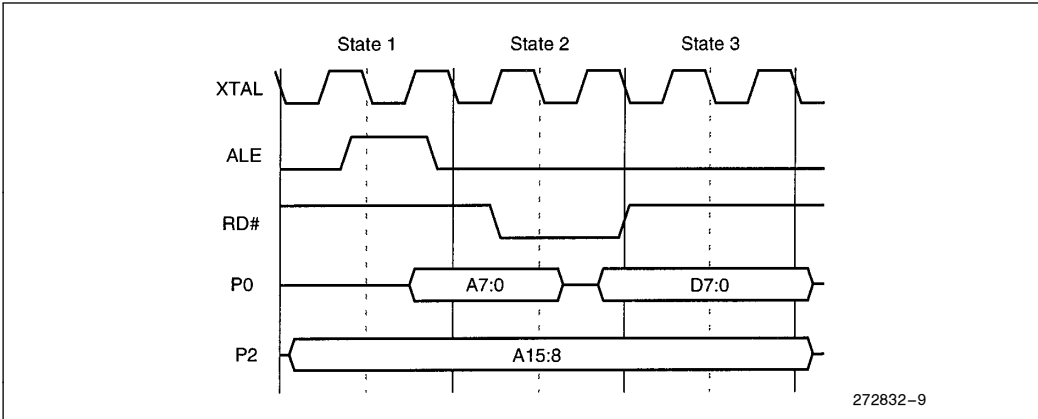 State 1 State 2 State 3
XTAL
ALE
RD#
P0 A7:0 D7:0
P2 A15:8
272832-9